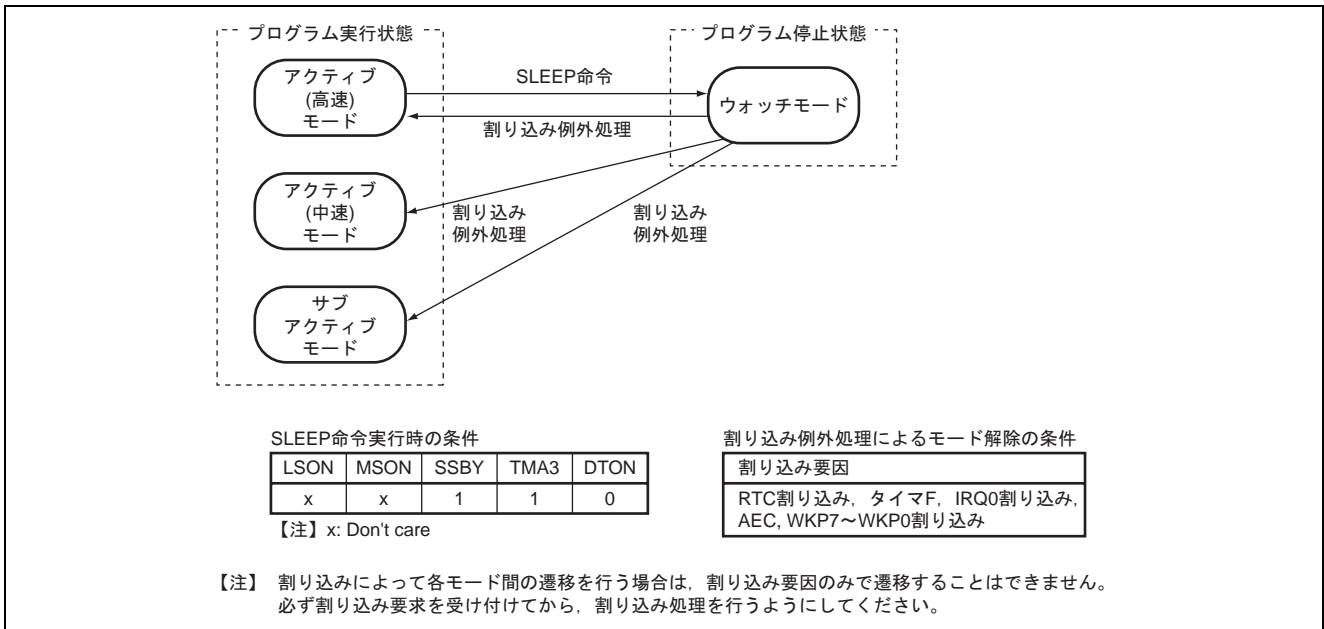 プログラム実行状態
プログラム停止状態
アクティブ
(高速)
モード
SLEEP命令
ウォッチモード
割り込み例外処理
アクティブ
(中速)
モード
割り込み
例外処理
割り込み
例外処理
サブ
アクティブ
モード
SLEEP命令実行時の条件
LSON MSON SSBY TMA3 DTON
x x 1 1 0
【注】x: Don't care
割り込み例外処理によるモード解除の条件
割り込み要因
RTC割り込み，タイマF，IRQ0割り込み，
AEC, WKP7～WKP0割り込み
【注】 割り込みによって各モード間の遷移を行う場合は，割り込み要因のみで遷移することはできません。
必ず割り込み要求を受け付けてから，割り込み処理を行うようにしてください。